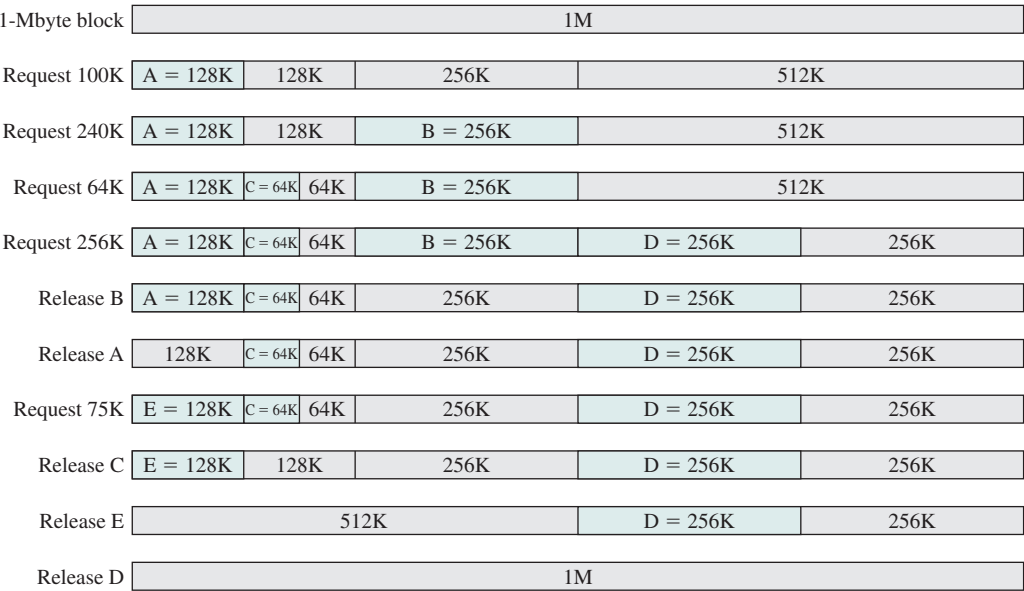 1-Mbyte block 1M
Request 100K A = 128K 128K 256K 512K
Request 240K A = 128K 128K B = 256K 512K
Request 64K A = 128K C = 64K 64K B = 256K 512K
Request 256K A = 128K C = 64K 64K B = 256K D = 256K 256K
Release B A = 128K C = 64K 64K 256K D = 256K 256K
Release A 128K C = 64K 64K 256K D = 256K 256K
Request 75K E = 128K C = 64K 64K 256K D = 256K 256K
Release C E = 128K 128K 256K D = 256K 256K
Release E 512K D = 256K 256K
Release D 1M